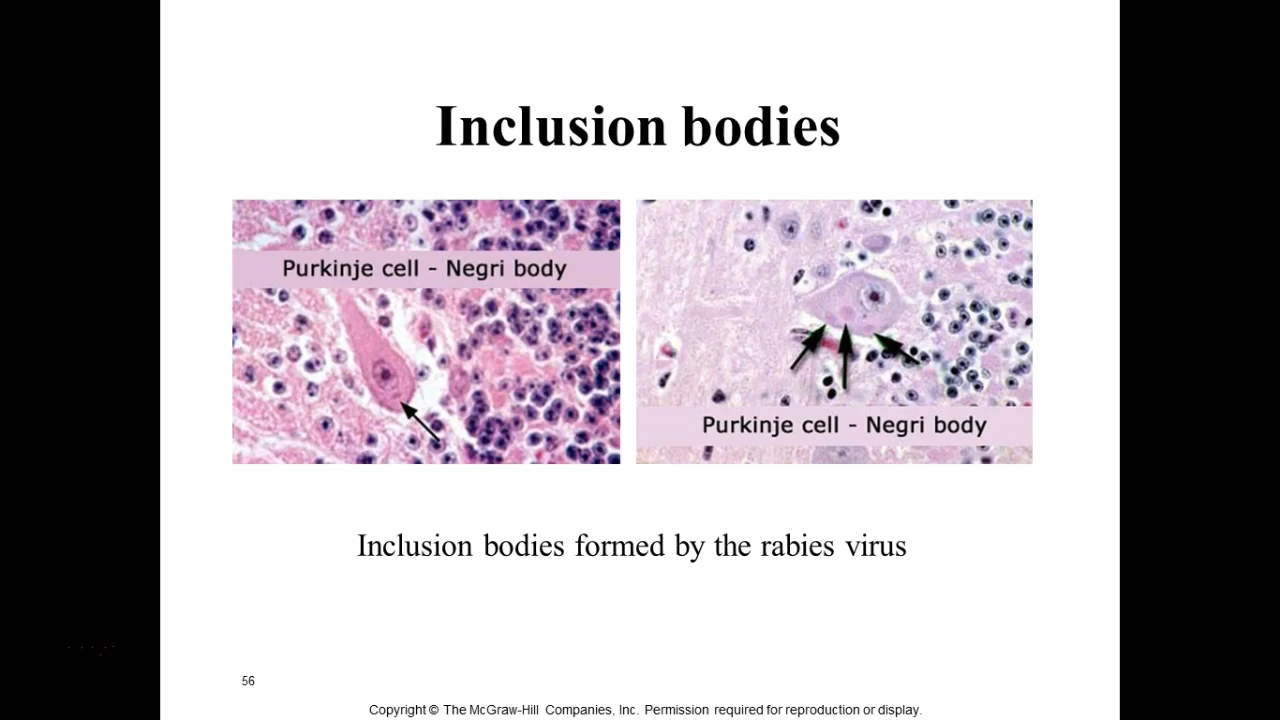 Inclusion bodies
Purkinje cell - Negri body
Purkinje cell - Negri body
Inclusion bodies formed by the rabies virus
56
Copyright © The McGraw-Hill Companies, Inc. Permission required for reproduction or display.